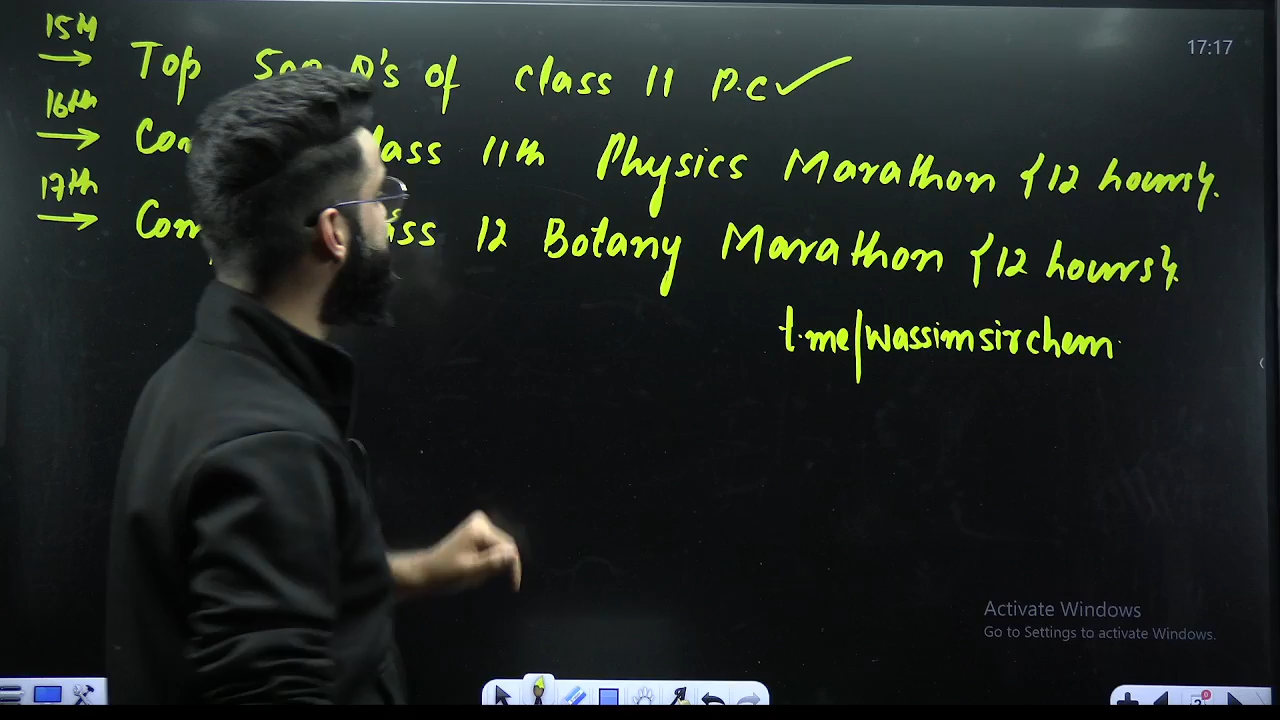 15th
17:17
→ Top 500 Q's of class 11 P.C ✓
16th
→ class 11th Physics Marathon {12 hours}.
17th
→ class 12 Botany Marathon {12 hours}.
t.me/wassimsirchem
Activate Windows
Go to Settings to activate Windows.